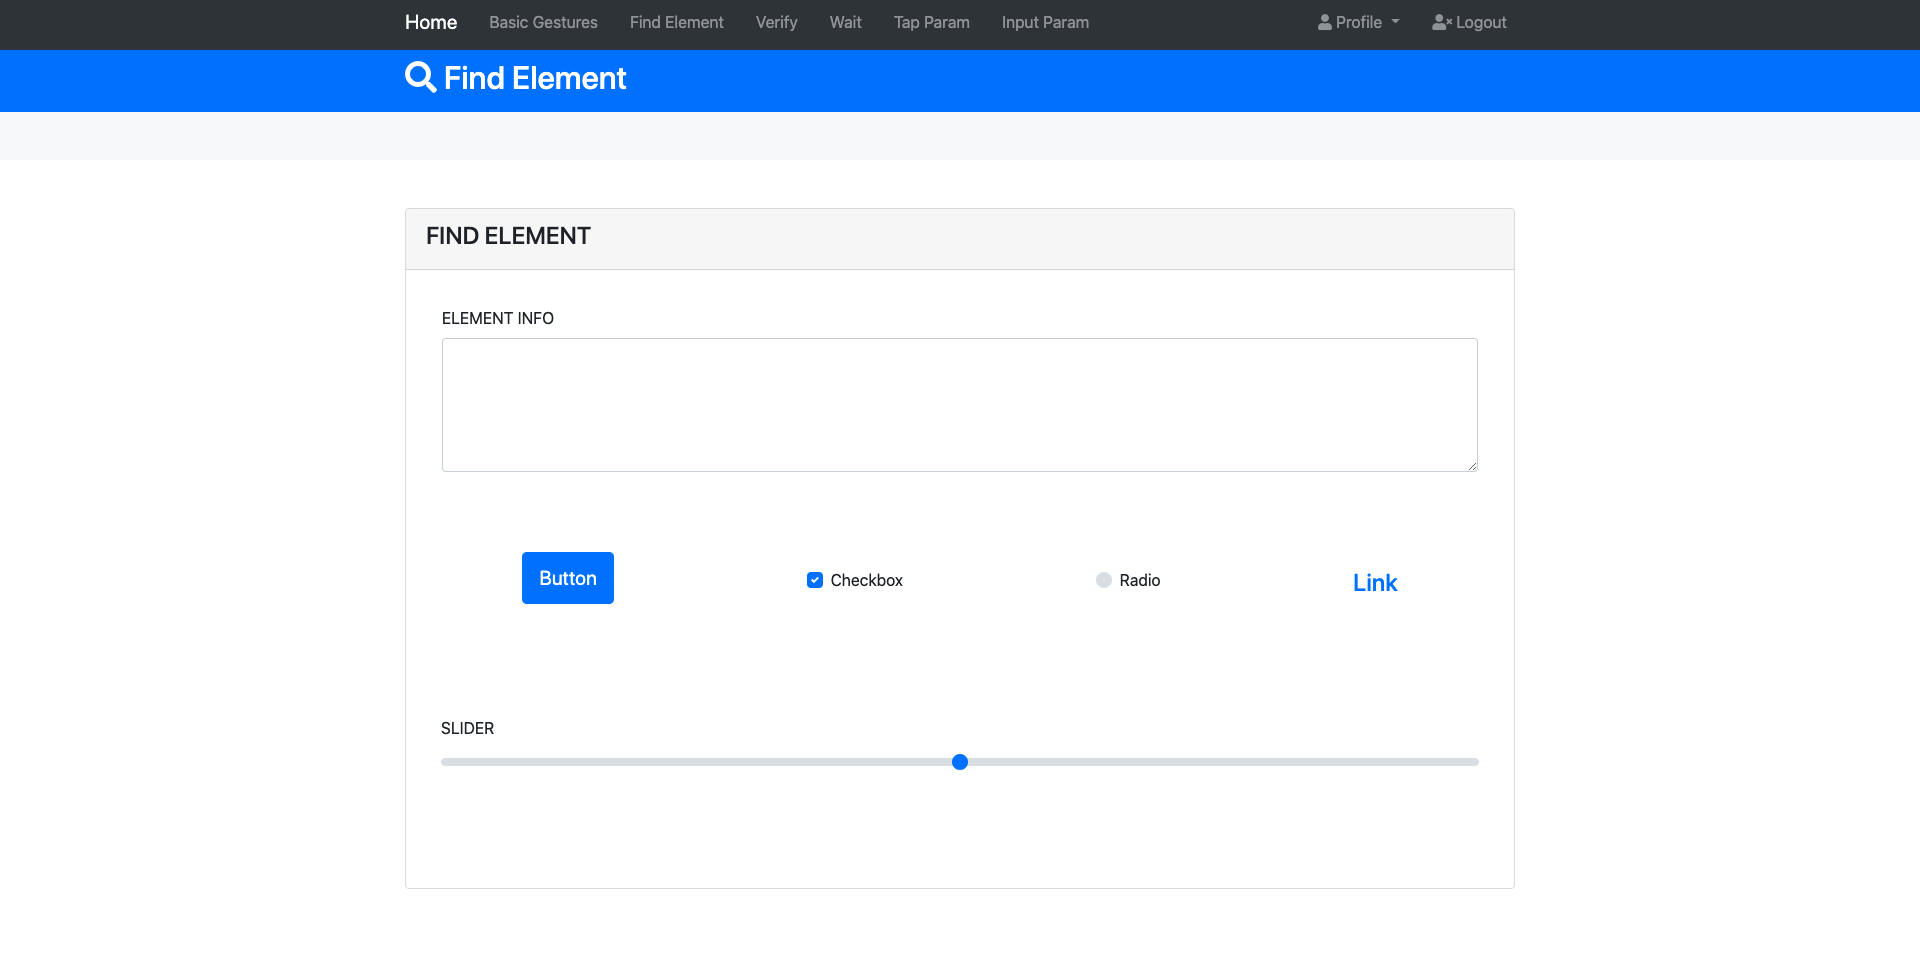 Home Basic Gestures Find Element Verify Wait Tap Param Input Param Profile Logout
Find Element
FIND ELEMENT
ELEMENT INFO
Button Checkbox Radio Link
SLIDER